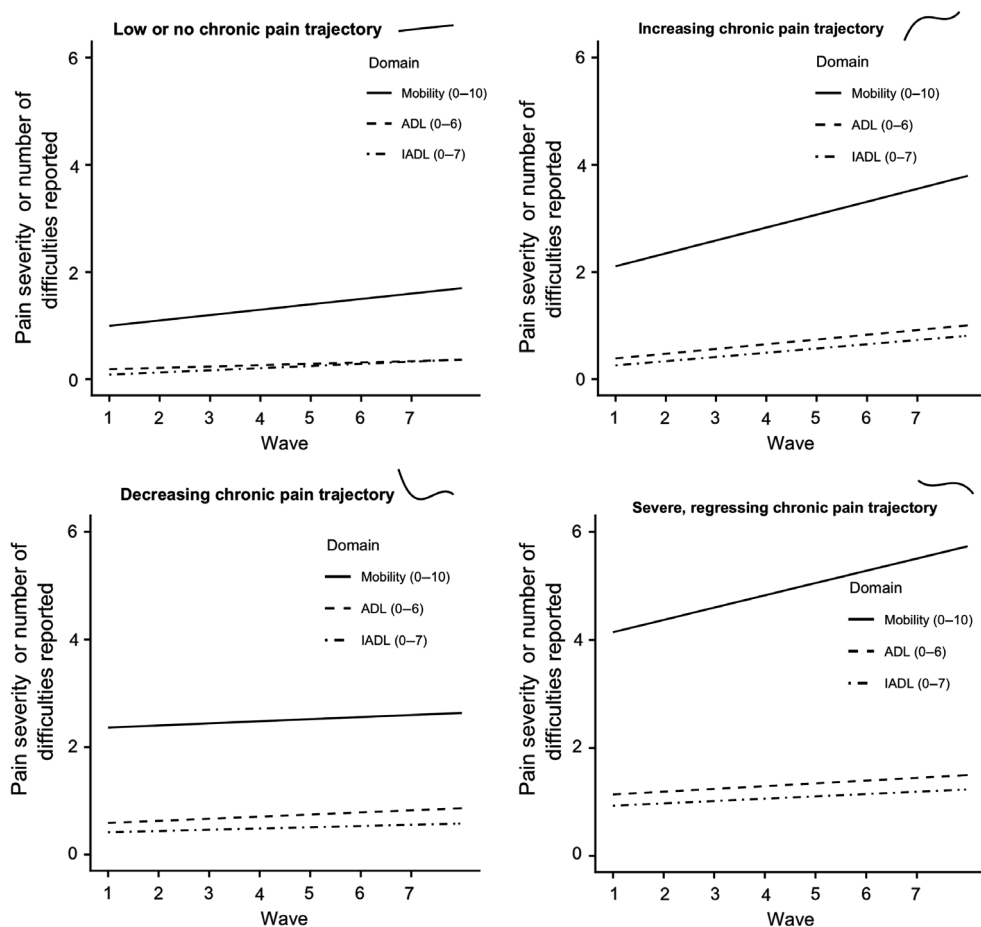 Low or no chronic pain trajectory
Pain severity or number of
difficulties reported
6
4
2
0
Domain
Mobility (0–10)
ADL (0–6)
IADL (0–7)
1 2 3 4 5 6 7
Wave
Increasing chronic pain trajectory
Pain severity or number of
difficulties reported
6
4
2
0
Domain
Mobility (0–10)
ADL (0–6)
IADL (0–7)
1 2 3 4 5 6 7
Wave
Decreasing chronic pain trajectory
Pain severity or number of
difficulties reported
6
4
2
0
Domain
Mobility (0–10)
ADL (0–6)
IADL (0–7)
1 2 3 4 5 6 7
Wave
Severe, regressing chronic pain trajectory
Pain severity or number of
difficulties reported
6
4
2
0
Domain
Mobility (0–10)
ADL (0–6)
IADL (0–7)
1 2 3 4 5 6 7
Wave